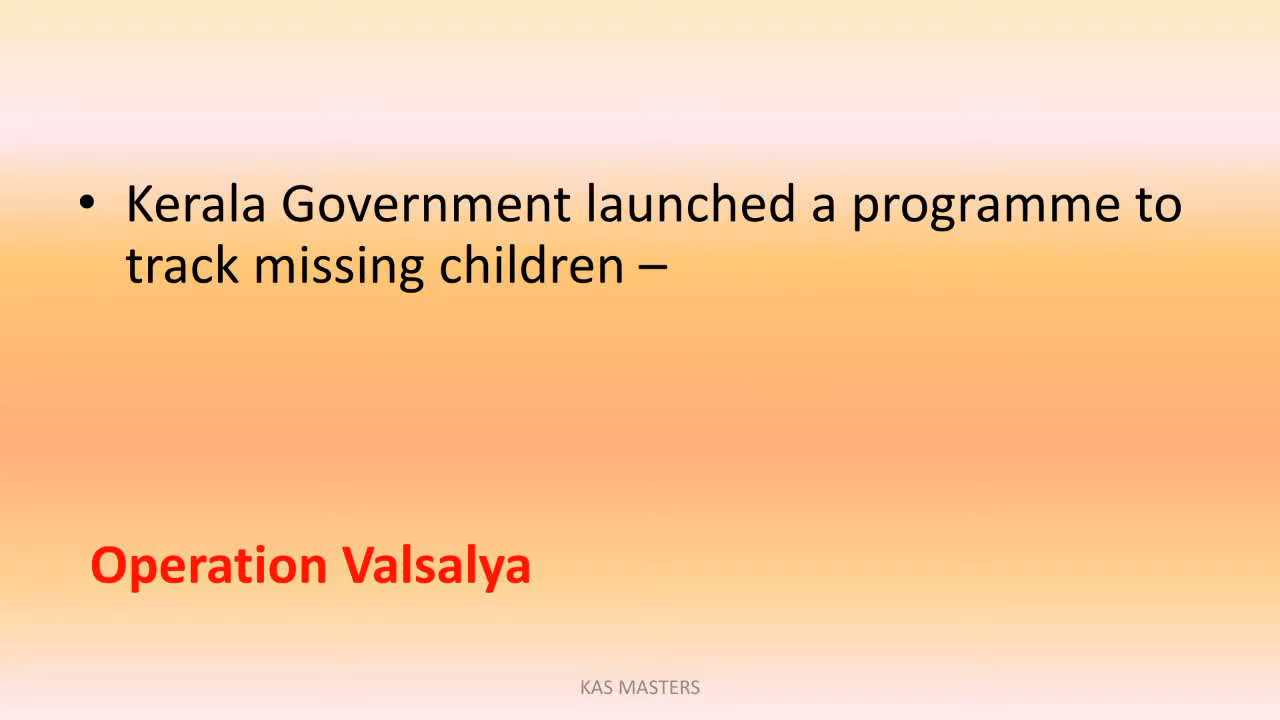 • Kerala Government launched a programme to
track missing children –
Operation Valsalya
KAS MASTERS